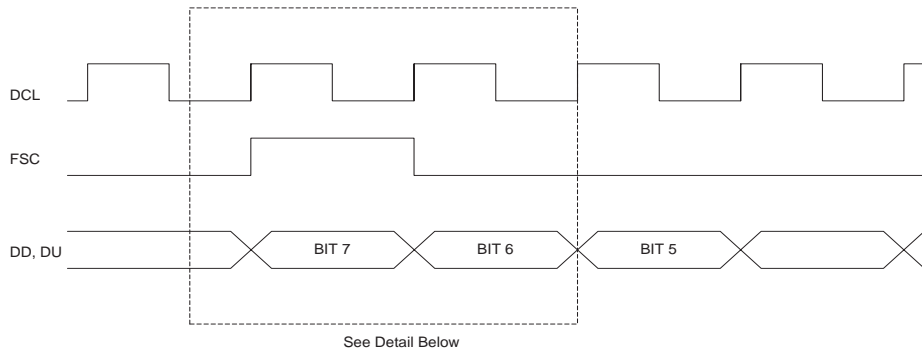 DCL
FSC
DD, DU
BIT 7
BIT 6
BIT 5
See Detail Below